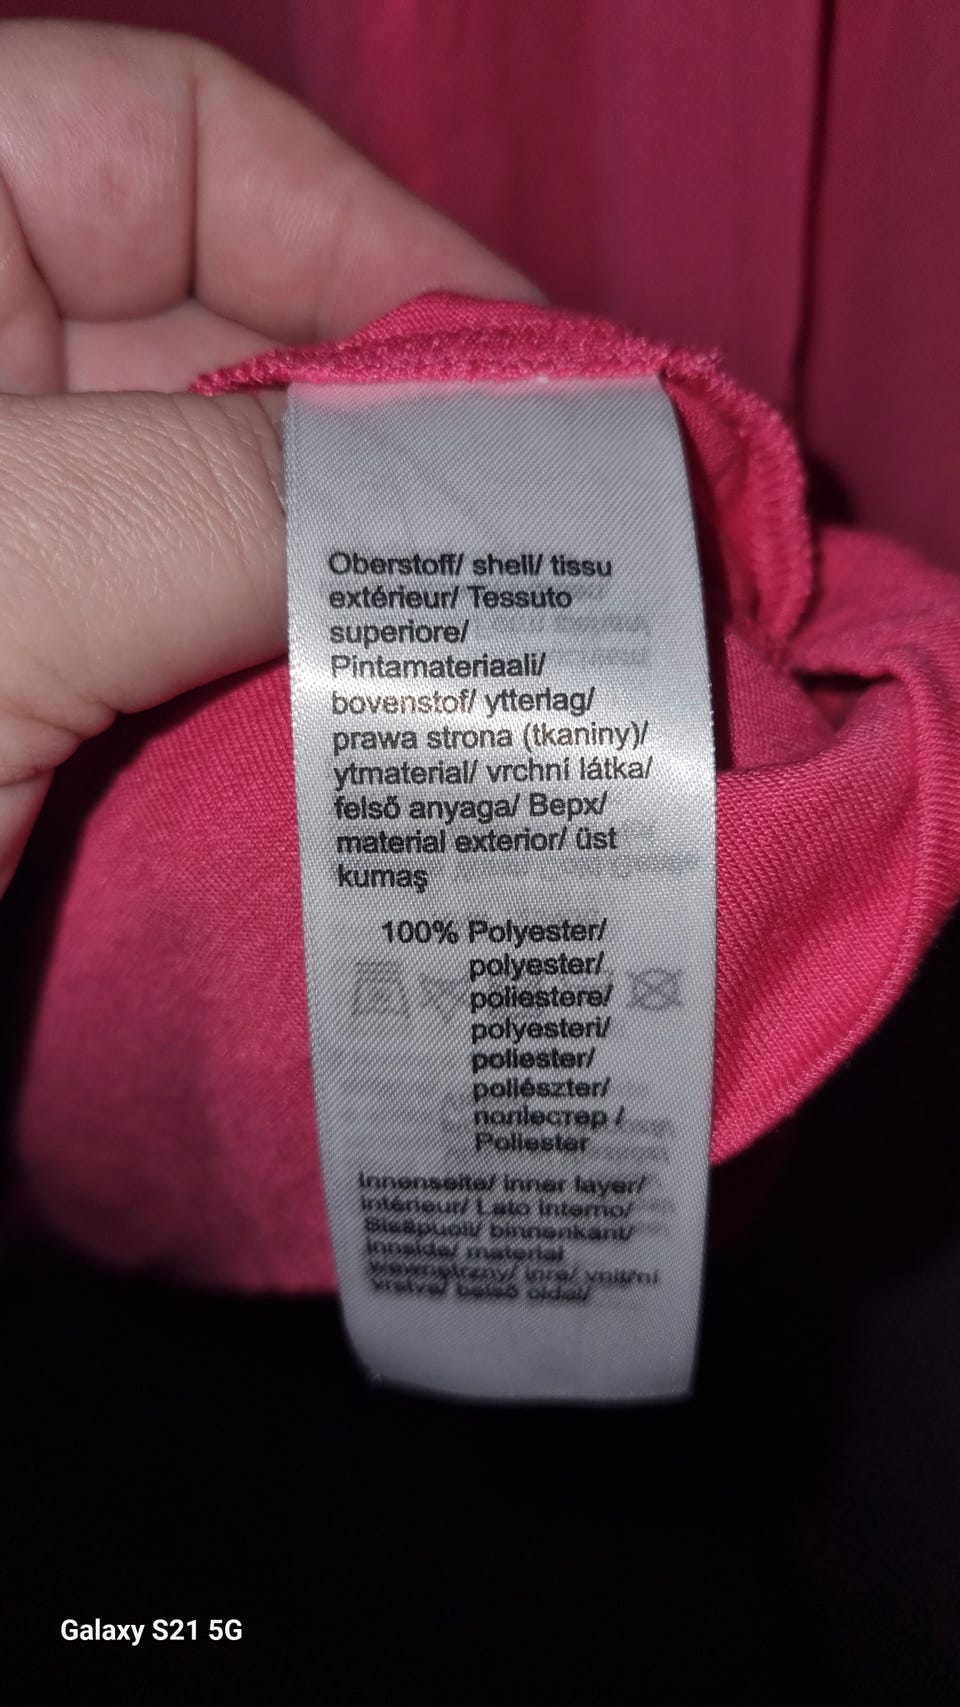 Oberstoff/ shell/ tissu
extérieur/ Tessuto
superiore/
Pintamateriaali/
bovenstof/ ytterlag/
prawa strona (tkaniny)/
ytmaterial/ vrchní látka/
felső anyaga/ Верх/
material exterior/ üst
kumaş
100% Polyester/
polyester/
poliestere/
polyesteri/
poliester/
poliészter/
полiестер /
Poliester
Innenseite/ inner layer/
intérieur/ Lato interno/
Sisäpuoli/ binnenkant/
innside/ material
wewnętrzny/ inre/ vnitřní
vrstva/ belső oldal/
Galaxy S21 5G